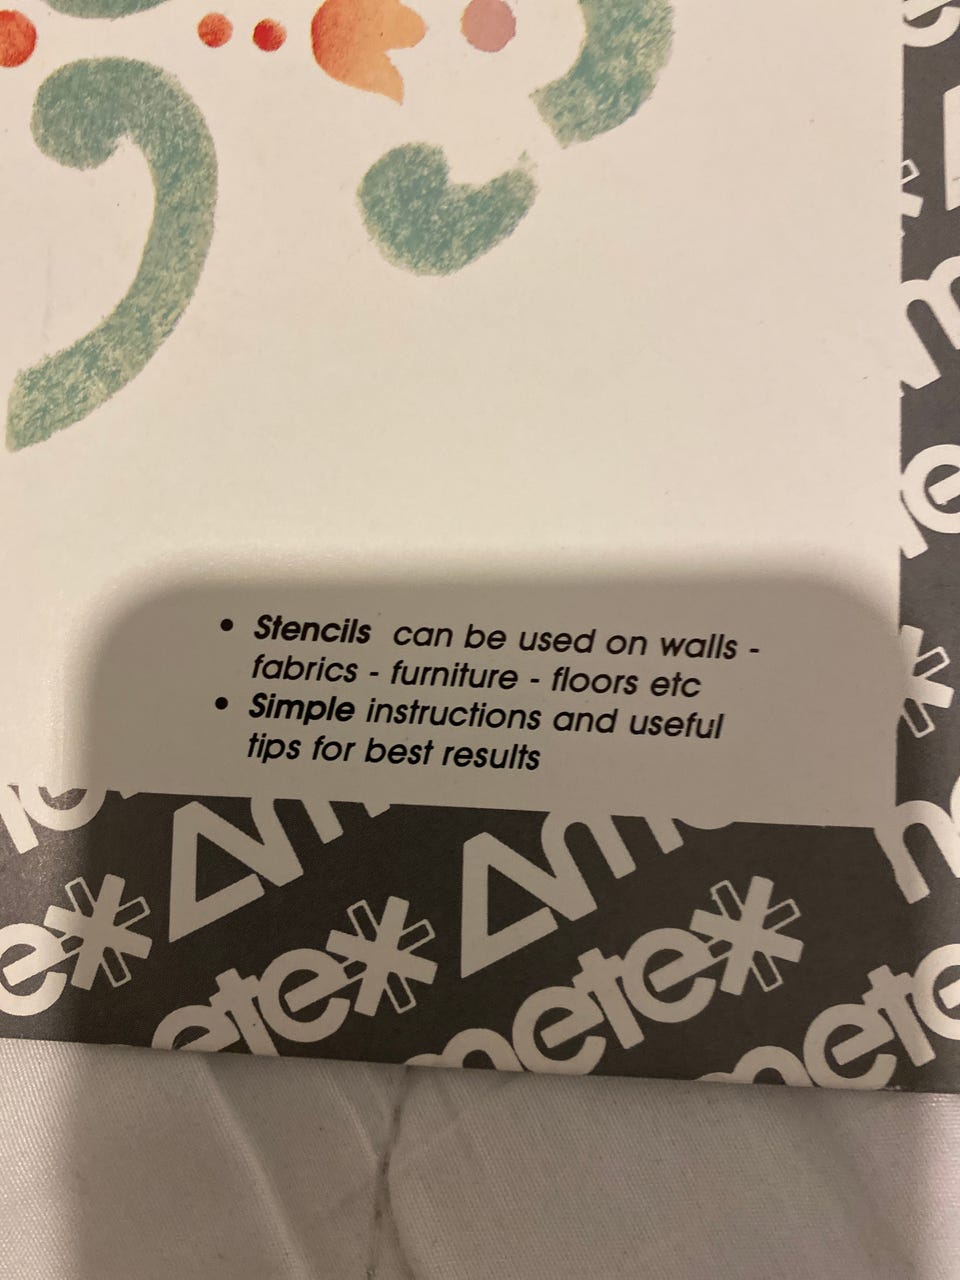 • Stencils can be used on walls -
fabrics - furniture - floors etc
• Simple instructions and useful
tips for best results